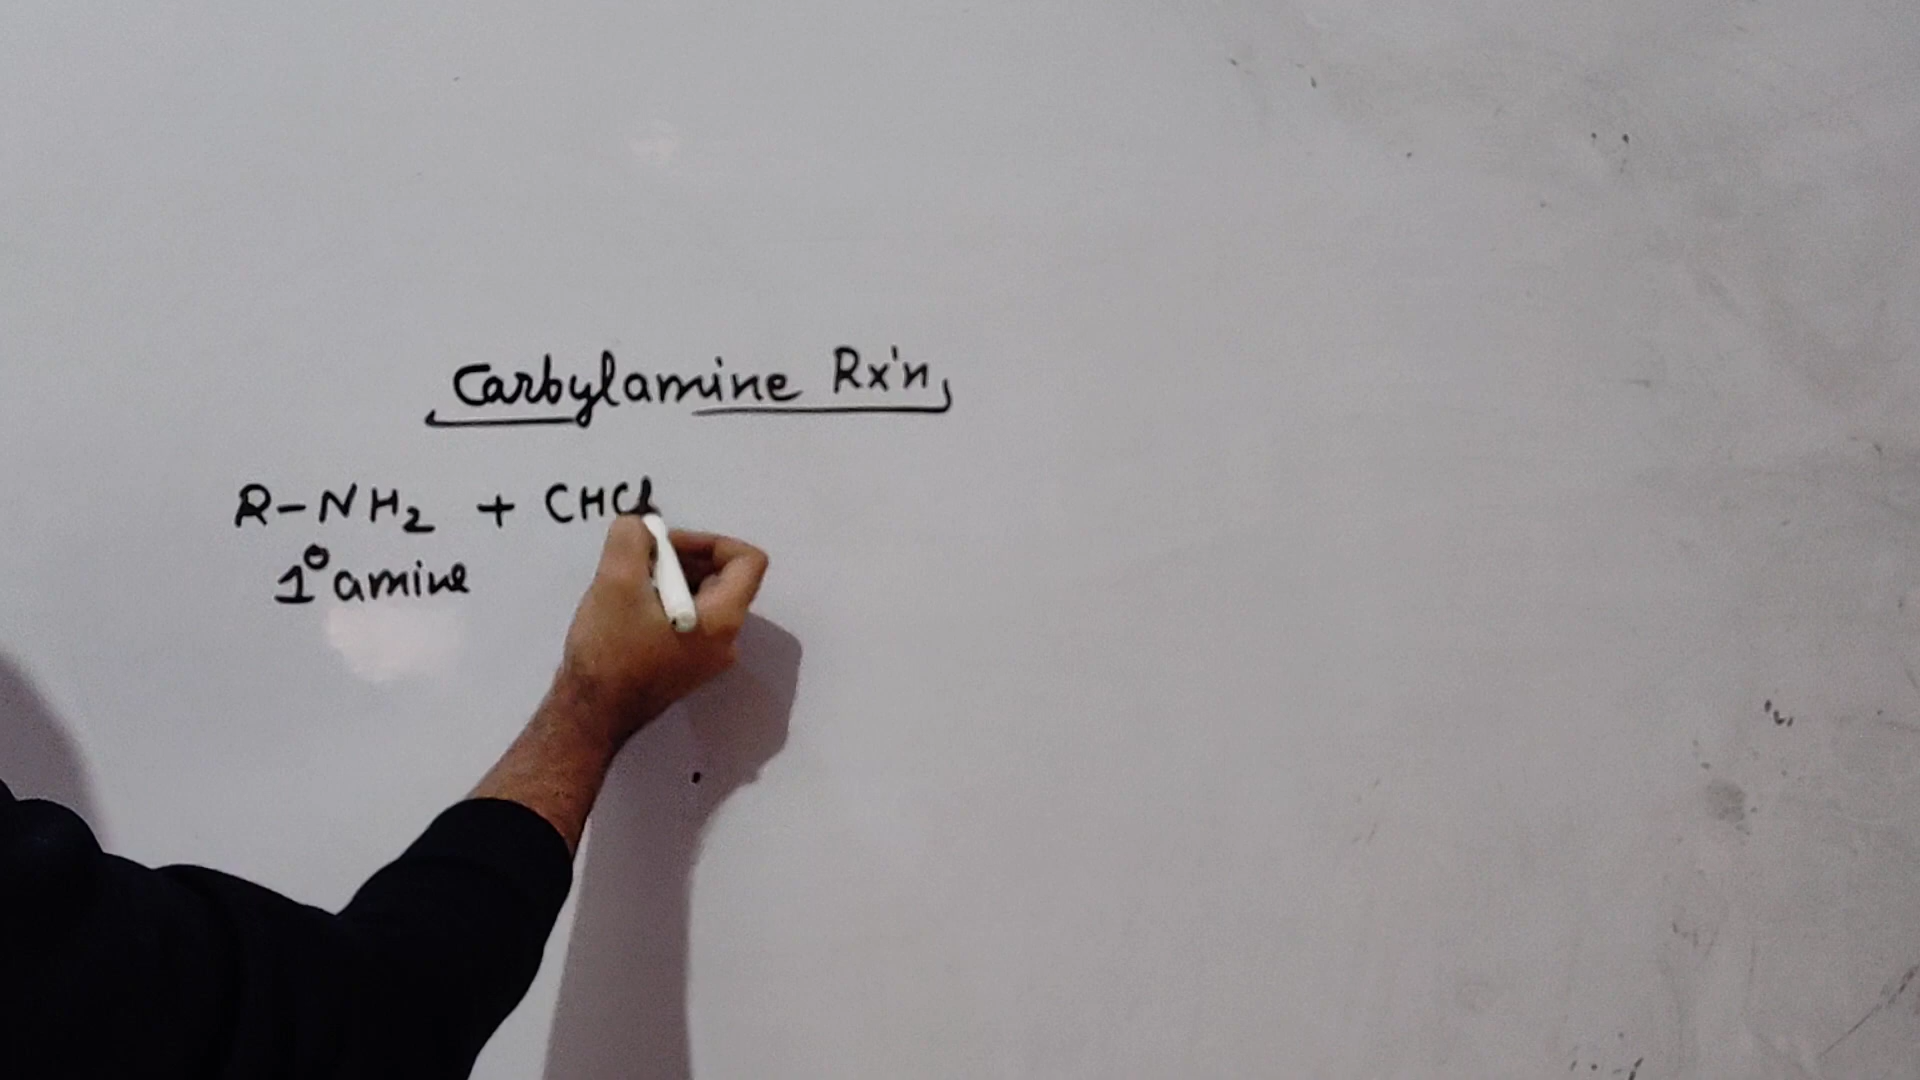 Carbylamine Rx'n
R-NH₂ + CHCl
1° amine